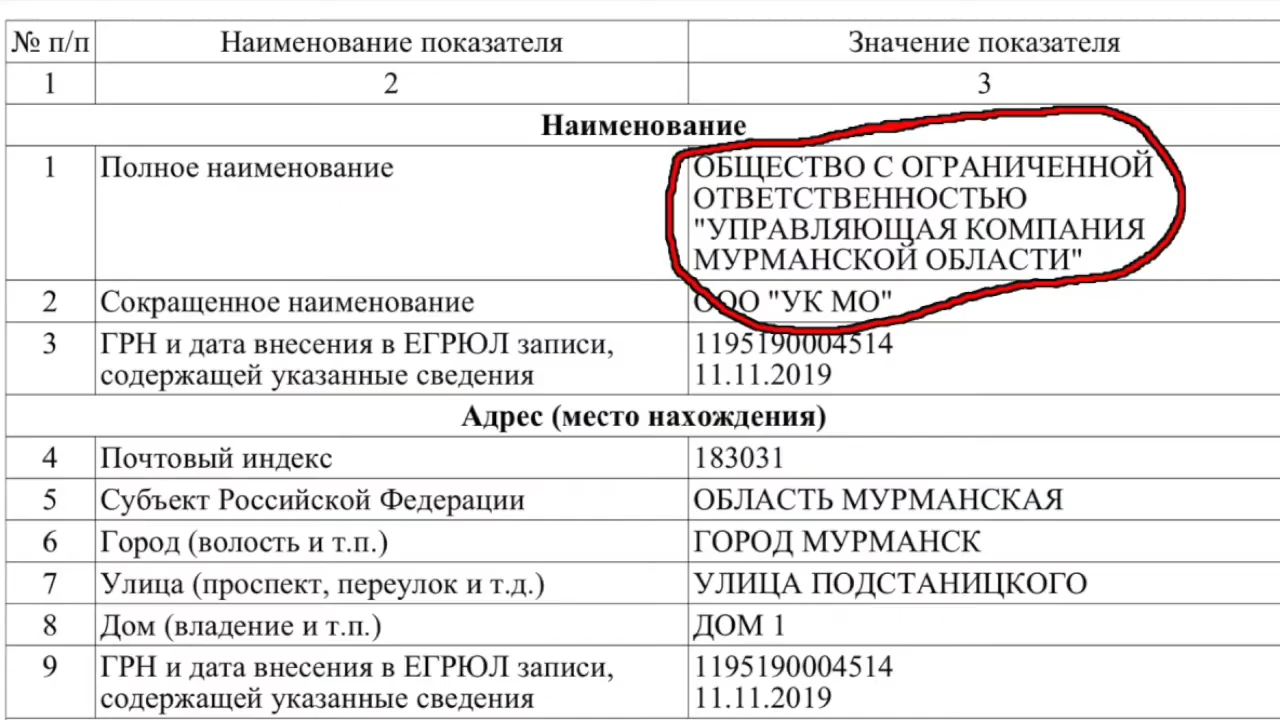 № п/п Наименование показателя Значение показателя
1 2 3
Наименование
1 Полное наименование ОБЩЕСТВО С ОГРАНИЧЕННОЙ
ОТВЕТСТВЕННОСТЬЮ
"УПРАВЛЯЮЩАЯ КОМПАНИЯ
МУРМАНСКОЙ ОБЛАСТИ"
2 Сокращенное наименование ООО "УК МО"
3 ГРН и дата внесения в ЕГРЮЛ записи, 1195190004514
содержащей указанные сведения 11.11.2019
Адрес (место нахождения)
4 Почтовый индекс 183031
5 Субъект Российской Федерации ОБЛАСТЬ МУРМАНСКАЯ
6 Город (волость и т.п.) ГОРОД МУРМАНСК
7 Улица (проспект, переулок и т.д.) УЛИЦА ПОДСТАНИЦКОГО
8 Дом (владение и т.п.) ДОМ 1
9 ГРН и дата внесения в ЕГРЮЛ записи, 1195190004514
содержащей указанные сведения 11.11.2019